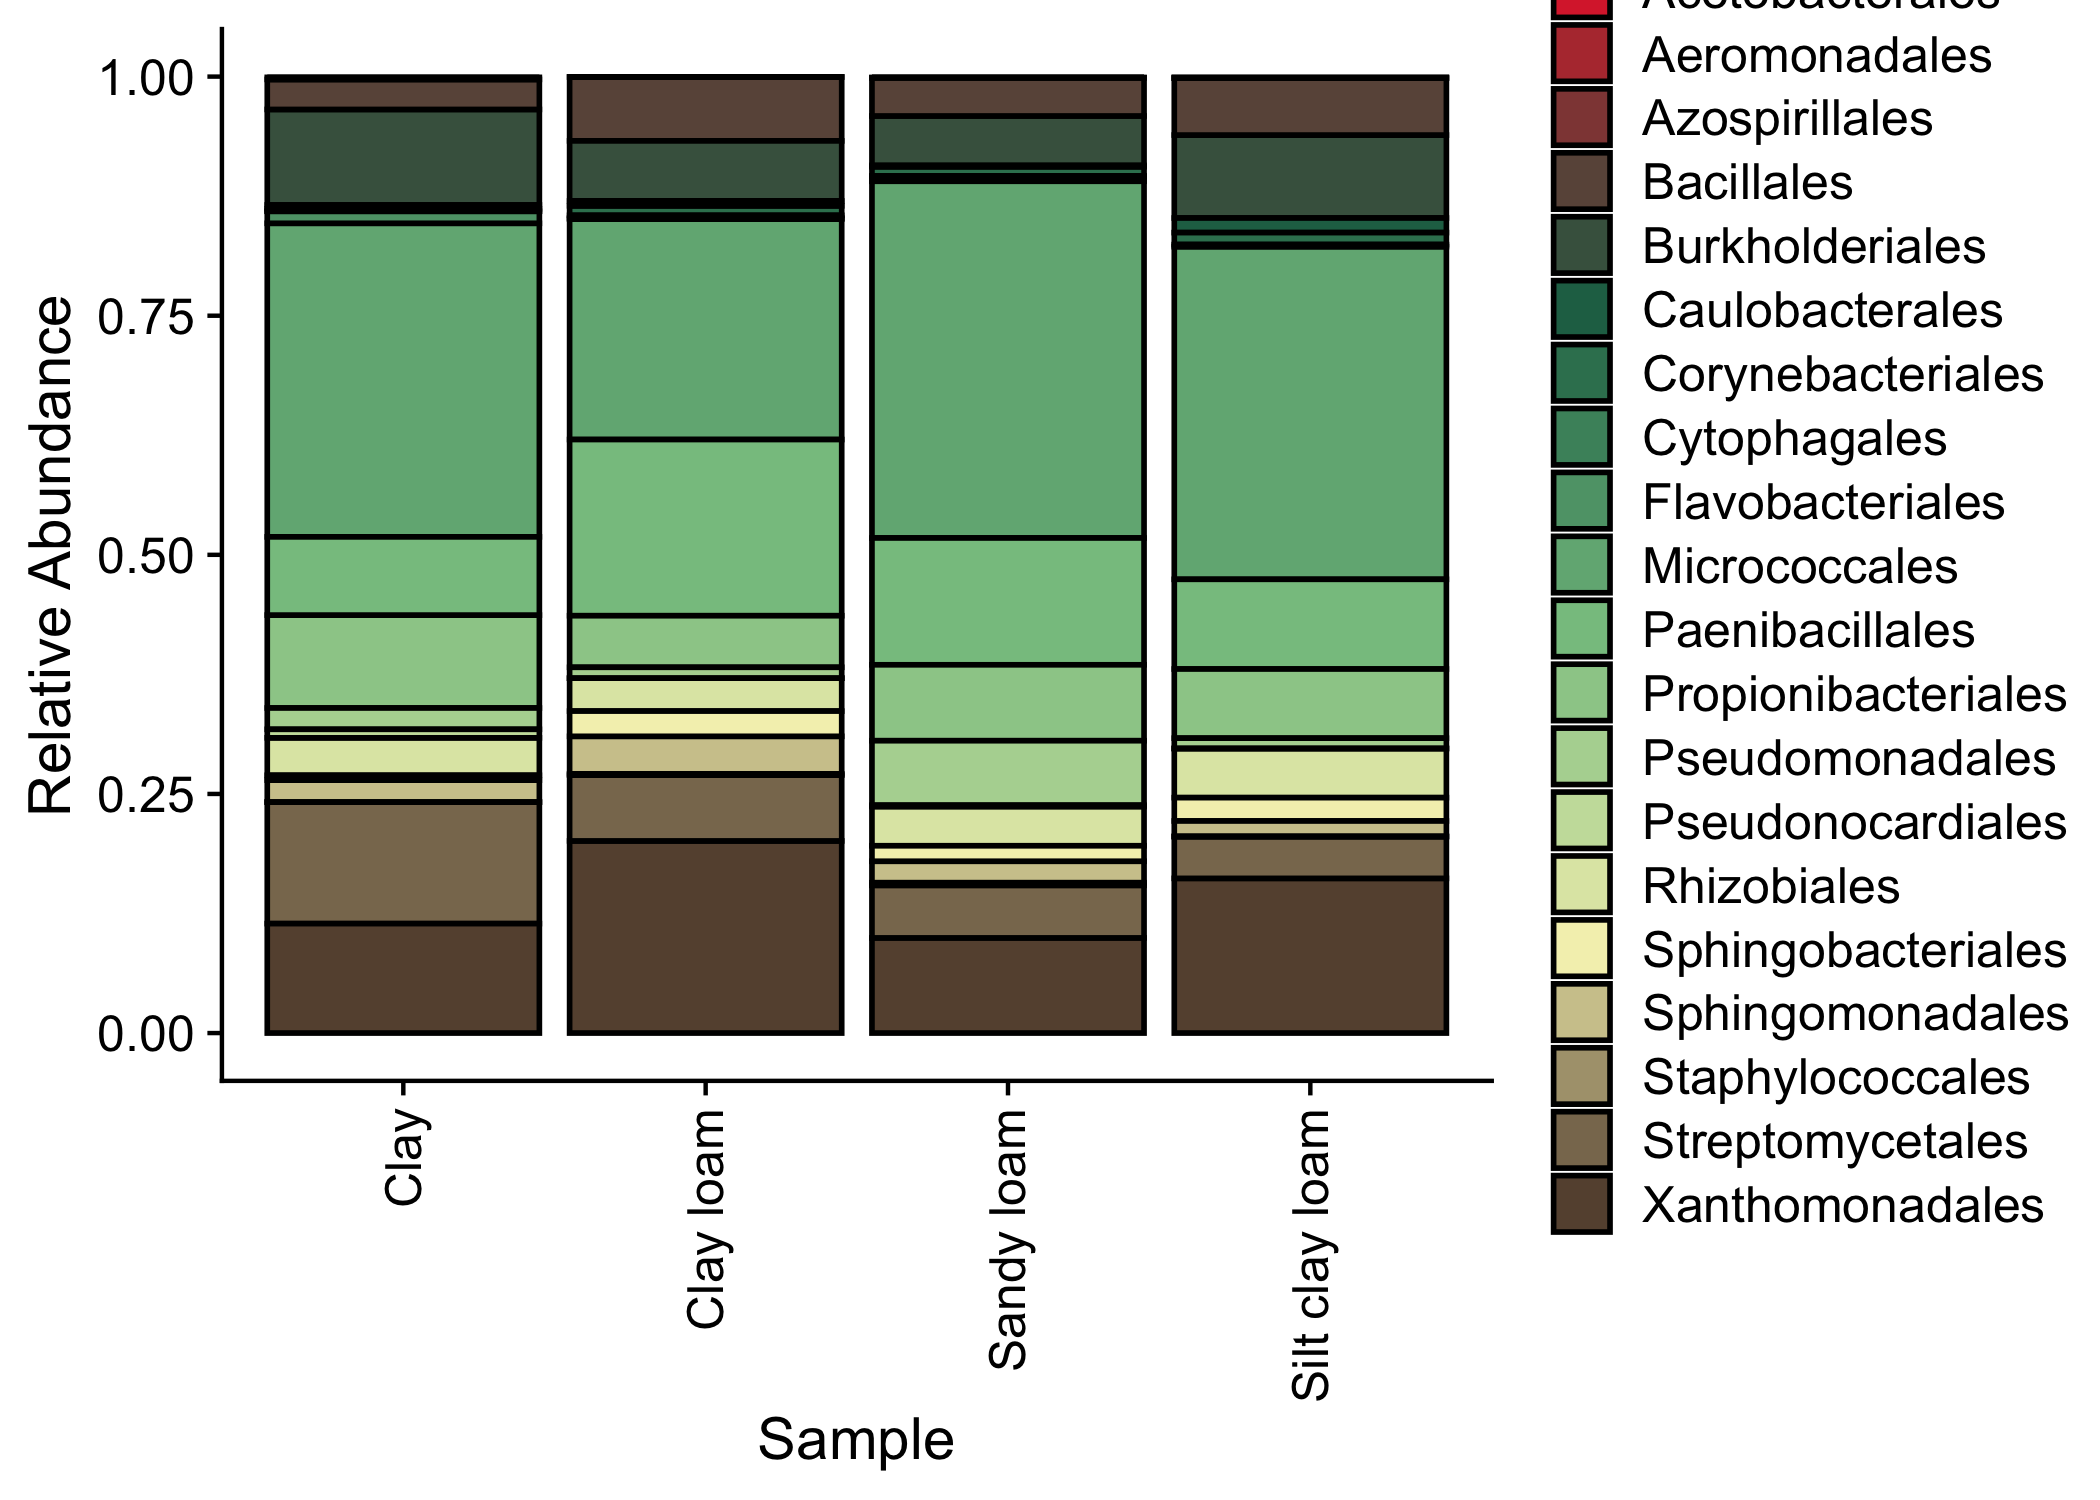 Relative Abundance
1.00
0.75
0.50
0.25
0.00
Clay
Clay loam
Sandy loam
Silt clay loam
Sample
Acetobacterales
Aeromonadales
Azospirillales
Bacillales
Burkholderiales
Caulobacterales
Corynebacteriales
Cytophagales
Flavobacteriales
Micrococcales
Paenibacillales
Propionibacteriales
Pseudomonadales
Pseudonocardiales
Rhizobiales
Sphingobacteriales
Sphingomonadales
Staphylococcales
Streptomycetales
Xanthomonadales